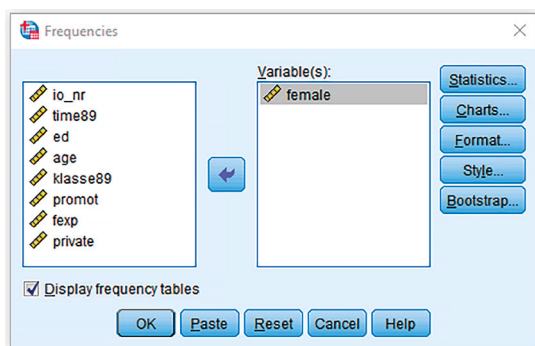 Frequencies
Variable(s):
io_nr
time89
ed
age
klasse89
promot
fexp
private
female
Statistics...
Charts...
Format...
Style...
Bootstrap...
Display frequency tables
OK Paste Reset Cancel Help